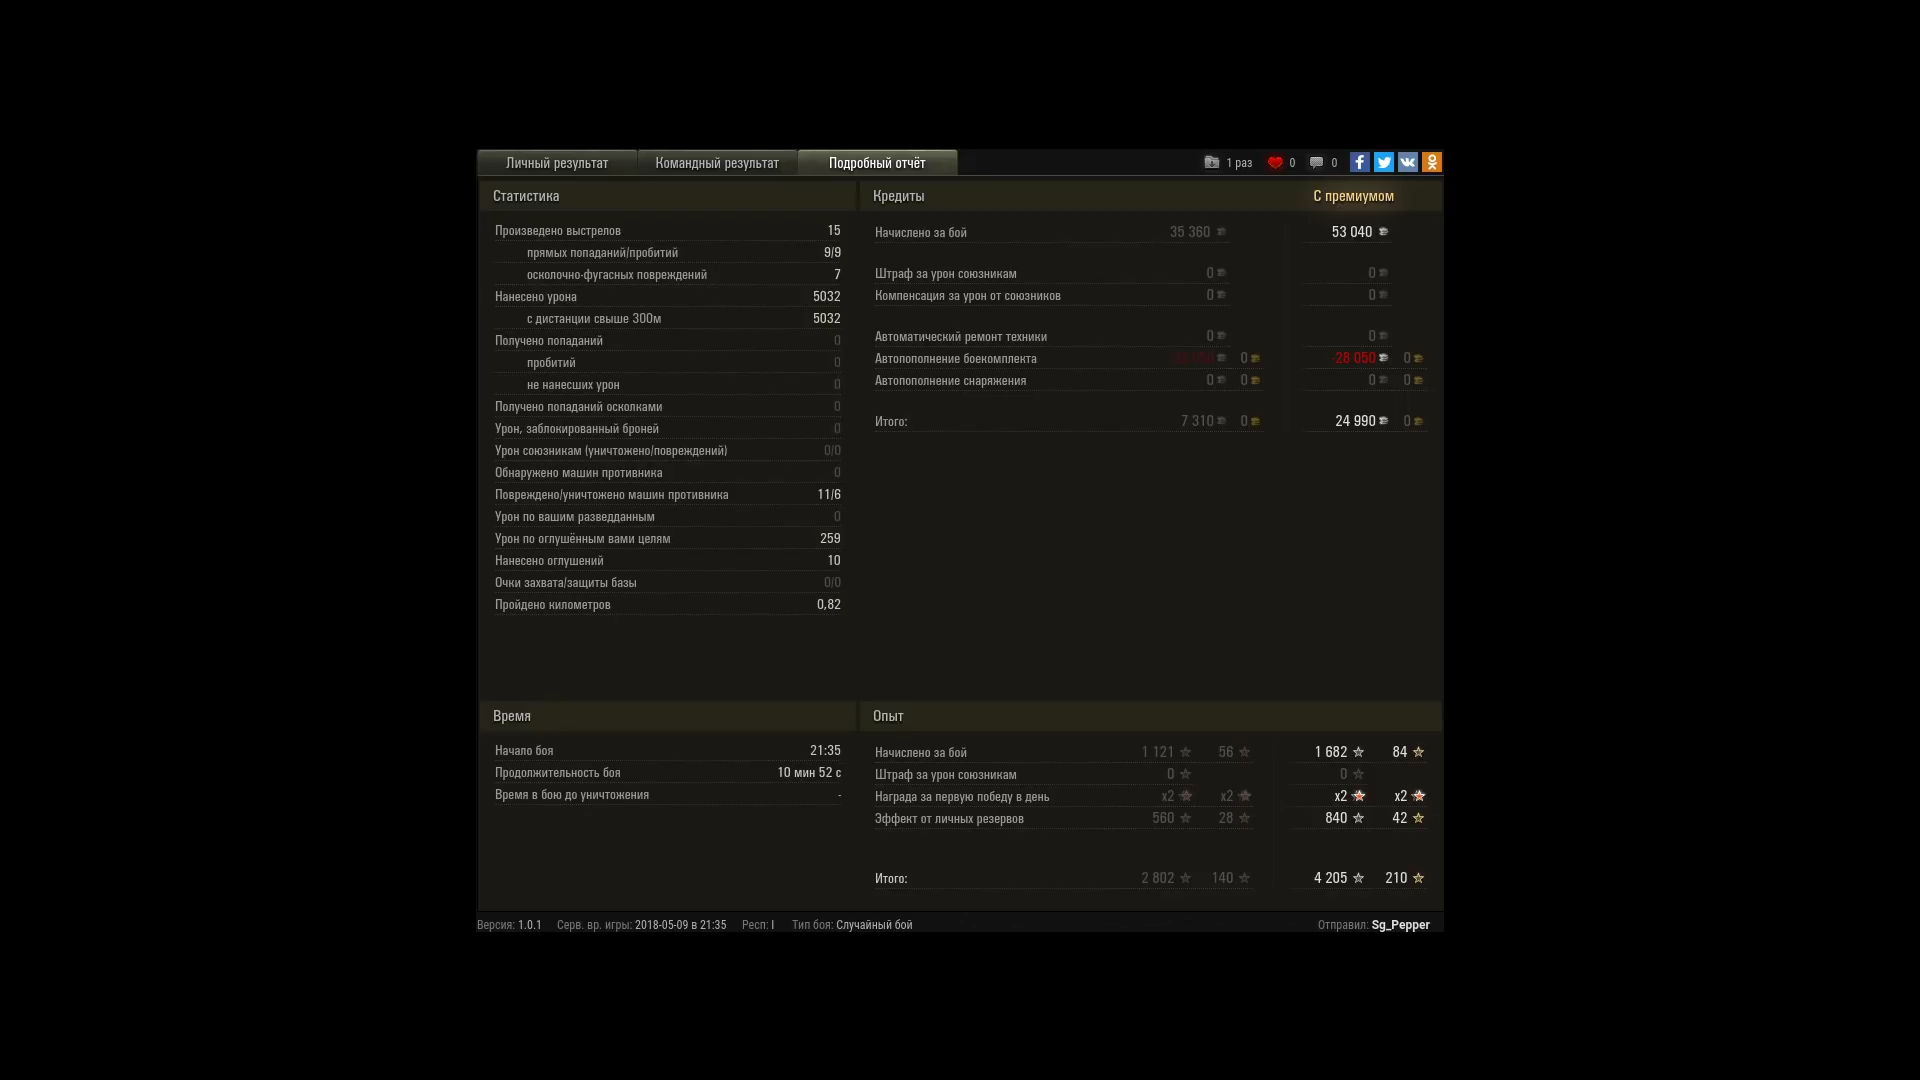 Личный результат Командный результат Подробный отчёт 1 раз 0 0
Статистика
Произведено выстрелов 15
прямых попаданий/пробитий 9/9
осколочно-фугасных повреждений 7
Нанесено урона 5032
с дистанции свыше 300м 5032
Получено попаданий 0
пробитий 0
не нанесших урон 0
Получено попаданий осколками 0
Урон, заблокированный броней 0
Урон союзникам (уничтожено/повреждений) 0/0
Обнаружено машин противника 0
Повреждено/уничтожено машин противника 11/6
Урон по вашим разведданным 0
Урон по оглушённым вами целям 259
Нанесено оглушений 10
Очки захвата/защиты базы 0/0
Пройдено километров 0,82
Кредиты С премиумом
Начислено за бой 35 360 53 040
Штраф за урон союзникам 0 0
Компенсация за урон от союзников 0 0
Автоматический ремонт техники 0 0
Автопополнение боекомплекта 0 28 050 0
Автопополнение снаряжения 0 0 0 0
Итого: 7 310 0 24 990 0
Время
Начало боя 21:35
Продолжительность боя 10 мин 52 с
Время в бою до уничтожения -
Опыт
Начислено за бой 1 121 56 1 682 84
Штраф за урон союзникам 0 0
Награда за первую победу в день x2 x2 x2 x2
Эффект от личных резервов 560 28 840 42
Итого: 2 802 140 4 205 210
Версия: 1.0.1 Серв. вр. игры: 2018-05-09 в 21:35 Респ: I Тип боя: Случайный бой Отправил: Sg_Pepper